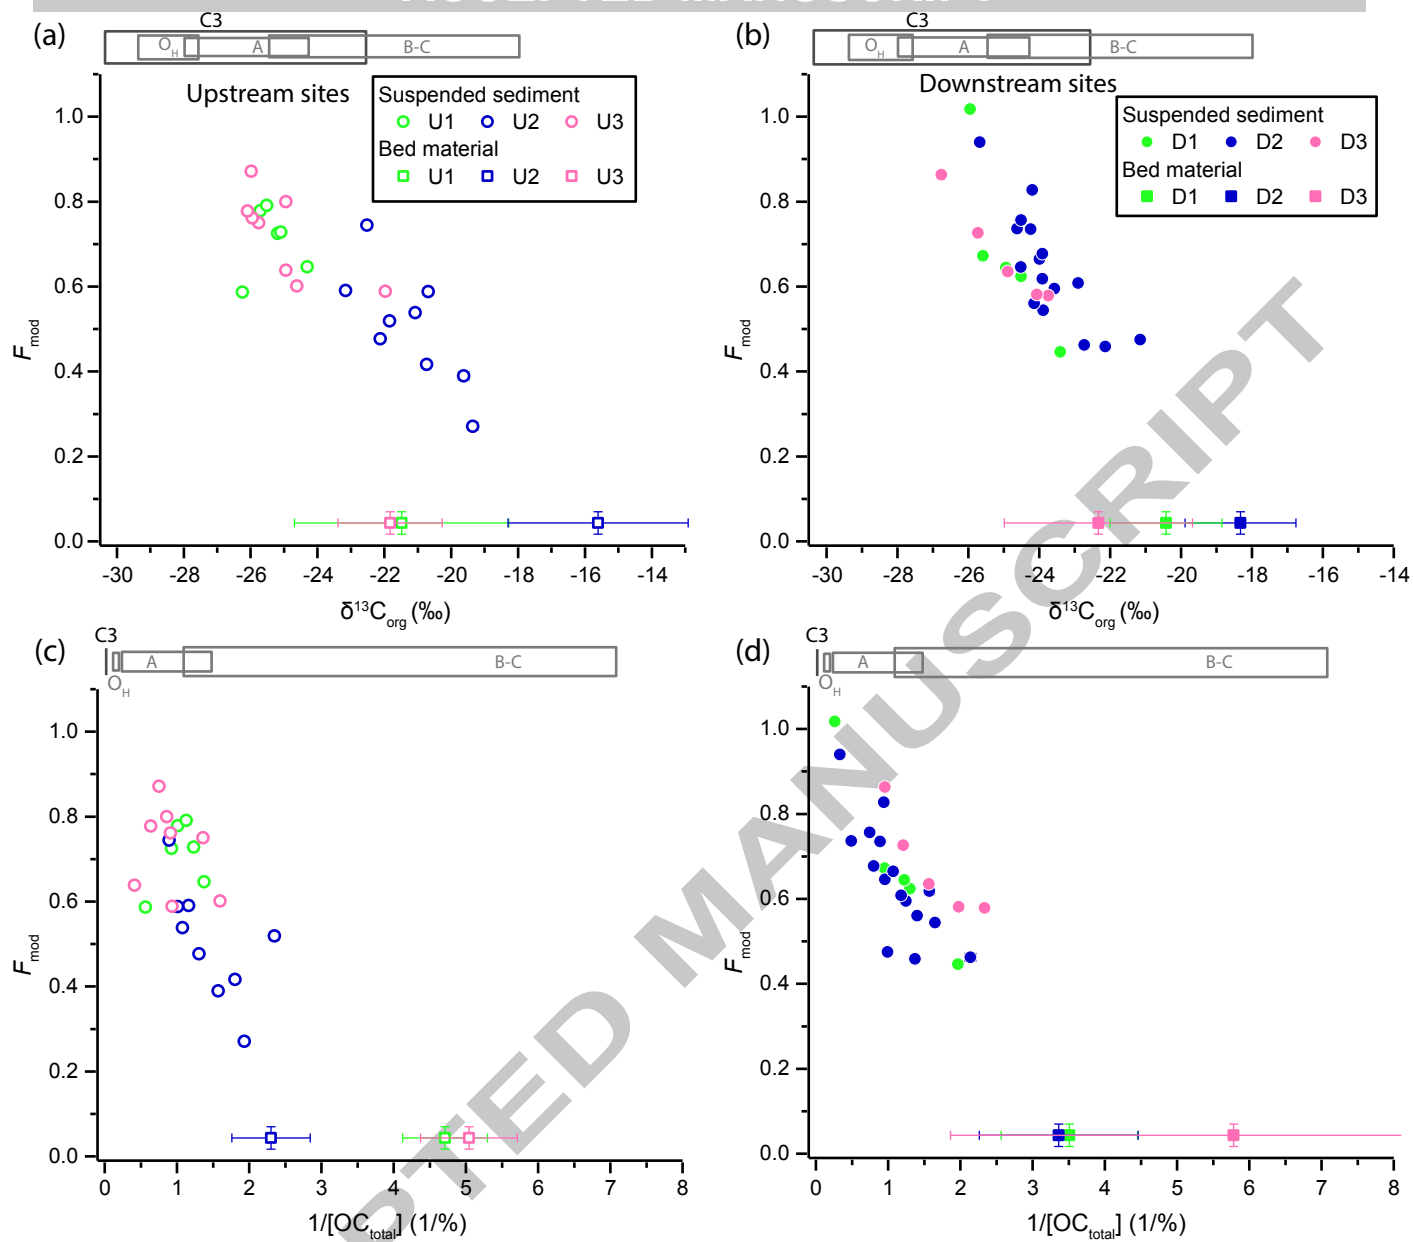 ACCEPTED MANUSCRIPT
(a)
C3
O_H A B-C
Upstream sites
Suspended sediment
U1 U2 U3
Bed material
U1 U2 U3
F_mod
1.0
0.8
0.6
0.4
0.2
0.0
-30 -28 -26 -24 -22 -20 -18 -16 -14
δ¹³C_org (‰)
(b)
C3
O_H A B-C
Downstream sites
Suspended sediment
D1 D2 D3
Bed material
D1 D2 D3
F_mod
1.0
0.8
0.6
0.4
0.2
0.0
-30 -28 -26 -24 -22 -20 -18 -16 -14
δ¹³C_org (‰)
(c)
C3
A B-C
O_H
F_mod
1.0
0.8
0.6
0.4
0.2
0.0
0 1 2 3 4 5 6 7 8
1/[OC_total] (1/%)
(d)
C3
A B-C
O_H
F_mod
1.0
0.8
0.6
0.4
0.2
0.0
0 1 2 3 4 5 6 7 8
1/[OC_total] (1/%)
PTED MANUSCRIPT